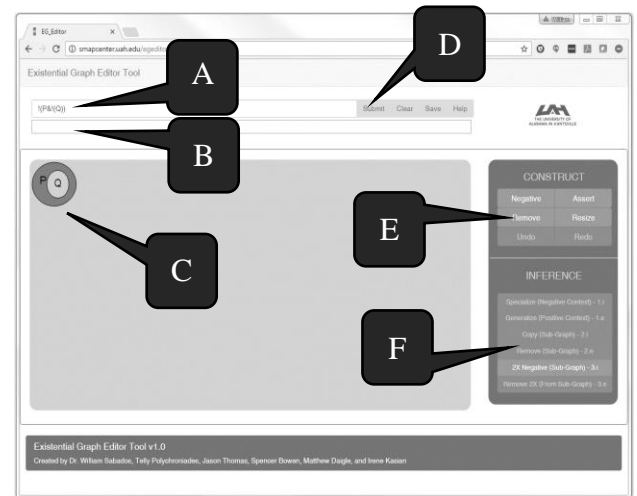 EG_Editor
smapcenter.uah.edu/egeditor
Existential Graph Editor Tool
!(P&!(Q))
Submit Clear Save Help
THE UNIVERSITY OF
ALABAMA IN HUNTSVILLE
A
B
C
D
E
F
P Q
CONSTRUCT
Negative Assert
Remove Resize
Undo Redo
INFERENCE
Specialize (Negative Context) - 1.i
Generalize (Positive Context) - 1.e
Copy (Sub-Graph) - 2.i
Remove (Sub-Graph) - 2.e
2X Negative (Sub-Graph) - 3.i
Remove 2X (From Sub-Graph) - 3.e
Existential Graph Editor Tool v1.0
Created by Dr. William Sabados, Telly Polychroniades, Jason Thomas, Spencer Bowen, Matthew Daigle, and Irene Kasian